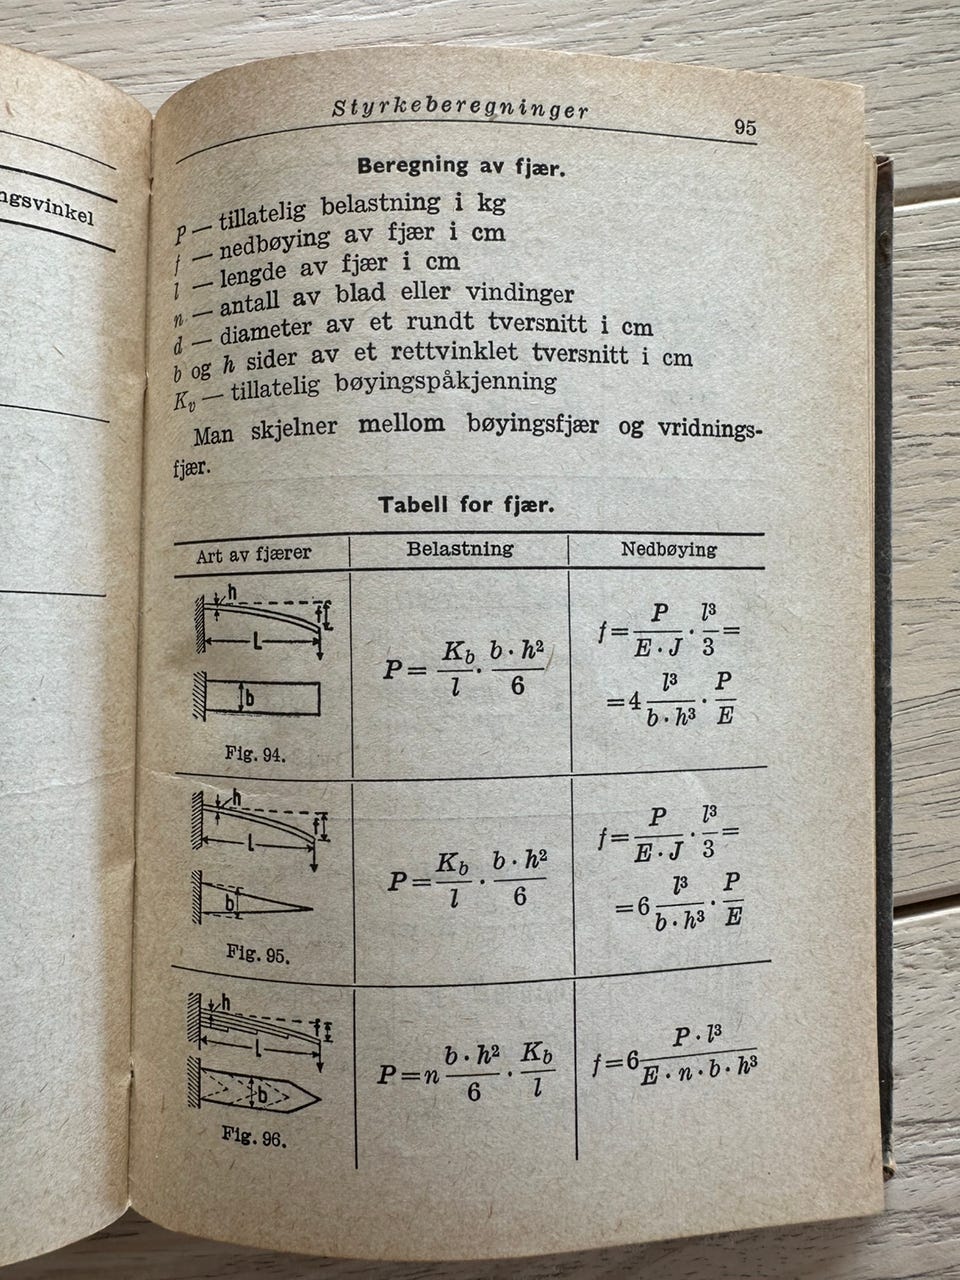 ngsvinkel
Styrkeberegninger
95
Beregning av fjær.
P — tillatelig belastning i kg
f — nedbøying av fjær i cm
l — lengde av fjær i cm
n — antall av blad eller vindinger
d — diameter av et rundt tversnitt i cm
b og h sider av et rettvinklet tversnitt i cm
K_v — tillatelig bøyingspåkjenning
Man skjelner mellom bøyingsfjær og vridnings-
fjær.
Tabell for fjær.
Art av fjærer | Belastning | Nedbøying
h
f
L
b
Fig. 94.
P = K_b/l · b · h²/6
f = P/(E · J) · l³/3 =
= 4 l³/(b · h³) · P/E
h
f
L
b
Fig. 95.
P = K_b/l · b · h²/6
f = P/(E · J) · l³/3 =
= 6 l³/(b · h³) · P/E
h
f
L
b
Fig. 96.
P = n b · h²/6 · K_b/l
f = 6 P · l³/(E · n · b · h³)